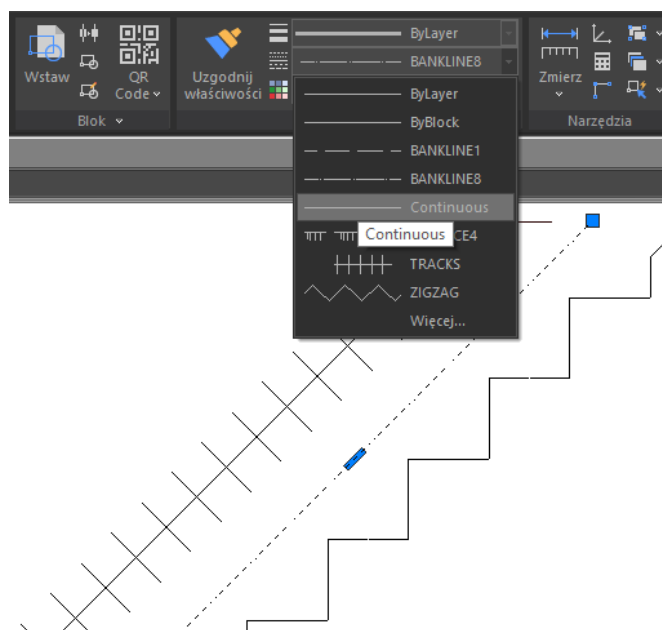 Wstaw
QR
Code
Uzgodnij
właściwości
Zmierz
Blok
Narzędzia
ByLayer
BANKLINE8
ByLayer
ByBlock
BANKLINE1
BANKLINE8
Continuous
Continuous
CE4
TRACKS
ZIGZAG
Więcej...